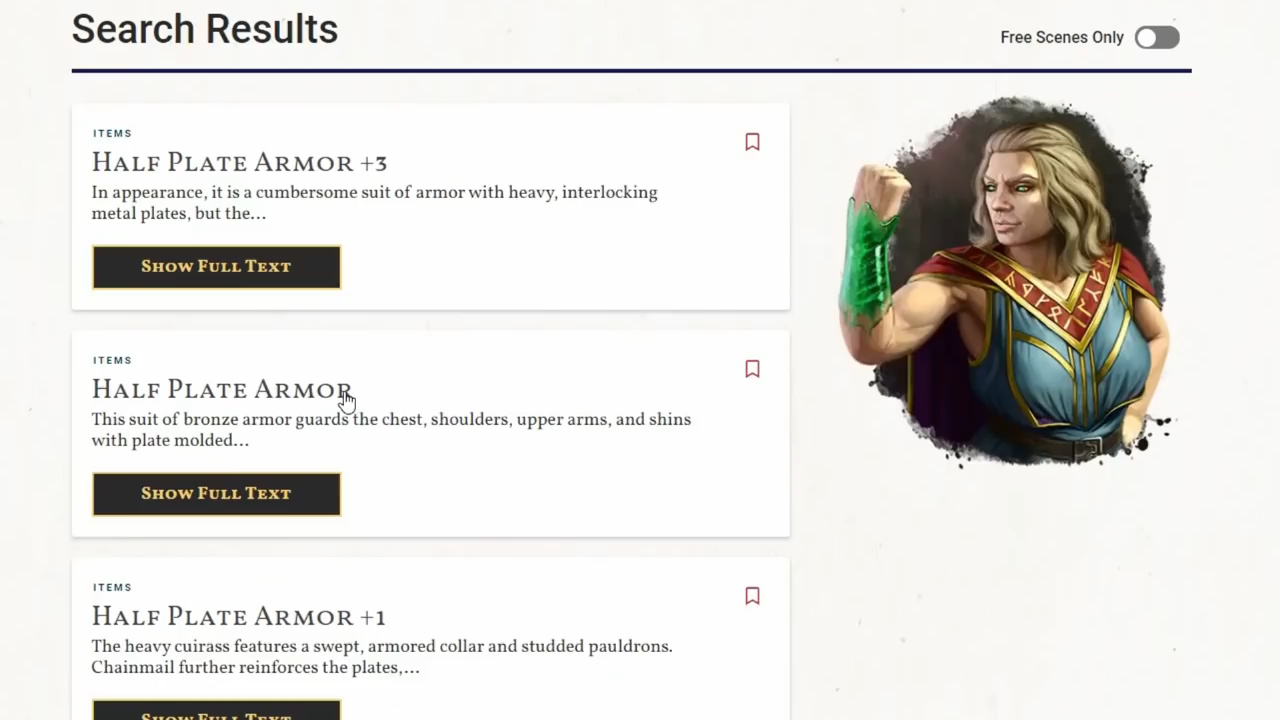 Search Results
Free Scenes Only
ITEMS
Half Plate Armor +3
In appearance, it is a cumbersome suit of armor with heavy, interlocking
metal plates, but the...
Show Full Text
ITEMS
Half Plate Armor
This suit of bronze armor guards the chest, shoulders, upper arms, and shins
with plate molded...
Show Full Text
ITEMS
Half Plate Armor +1
The heavy cuirass features a swept, armored collar and studded pauldrons.
Chainmail further reinforces the plates,...
Show Full Text